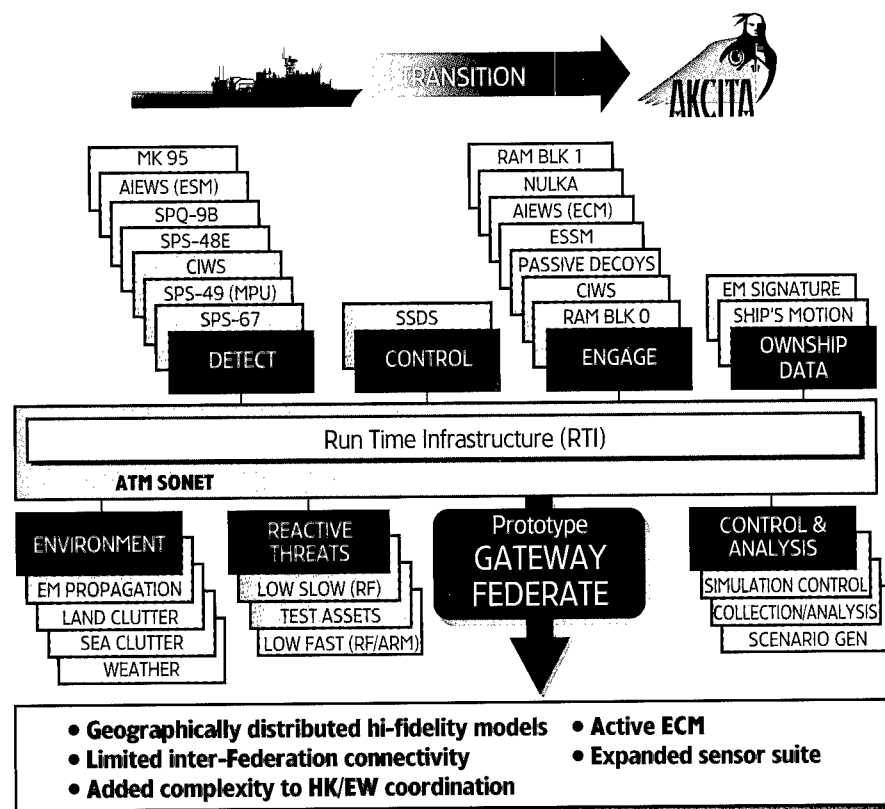 TRANSITION
AKCITA
MK 95
AIEWS (ESM)
SPQ-9B
SPS-48E
CIWS
SPS-49 (MPU)
SPS-67
DETECT
SSDS
CONTROL
RAM BLK 1
NULKA
AIEWS (ECM)
ESSM
PASSIVE DECOYS
CIWS
RAM BLK 0
ENGAGE
EM SIGNATURE
SHIP'S MOTION
OWNSHIP
DATA
Run Time Infrastructure (RTI)
ATM SONET
ENVIRONMENT
EM PROPAGATION
LAND CLUTTER
SEA CLUTTER
WEATHER
REACTIVE
THREATS
LOW SLOW (RF)
TEST ASSETS
LOW FAST (RF/ARM)
Prototype
GATEWAY
FEDERATE
CONTROL &
ANALYSIS
SIMULATION CONTROL
COLLECTION/ANALYSIS
SCENARIO GEN
• Geographically distributed hi-fidelity models
• Limited inter-Federation connectivity
• Added complexity to HK/EW coordination
• Active ECM
• Expanded sensor suite